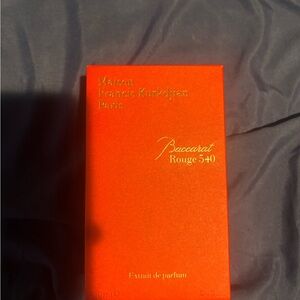 Maison
Francis Kurkdjian
Paris
Baccarat
Rouge 540
Extrait de parfum